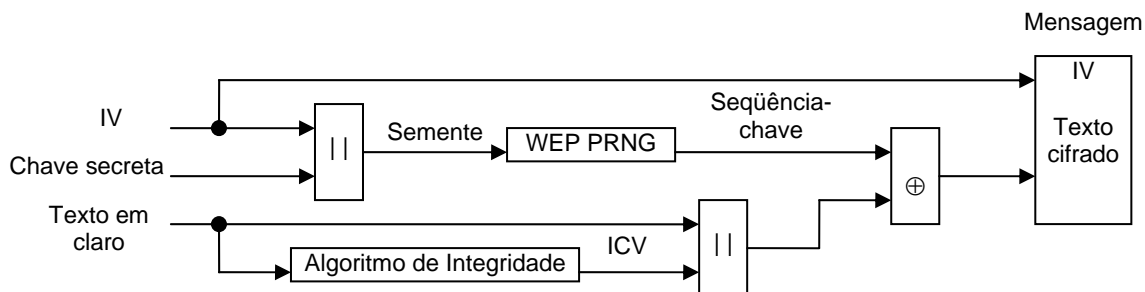 Mensagem
IV
IV
Seqüência-
chave
Semente
WEP PRNG
||
Chave secreta
Texto
cifrado
⊕
Texto em
claro
ICV
||
Algoritmo de Integridade